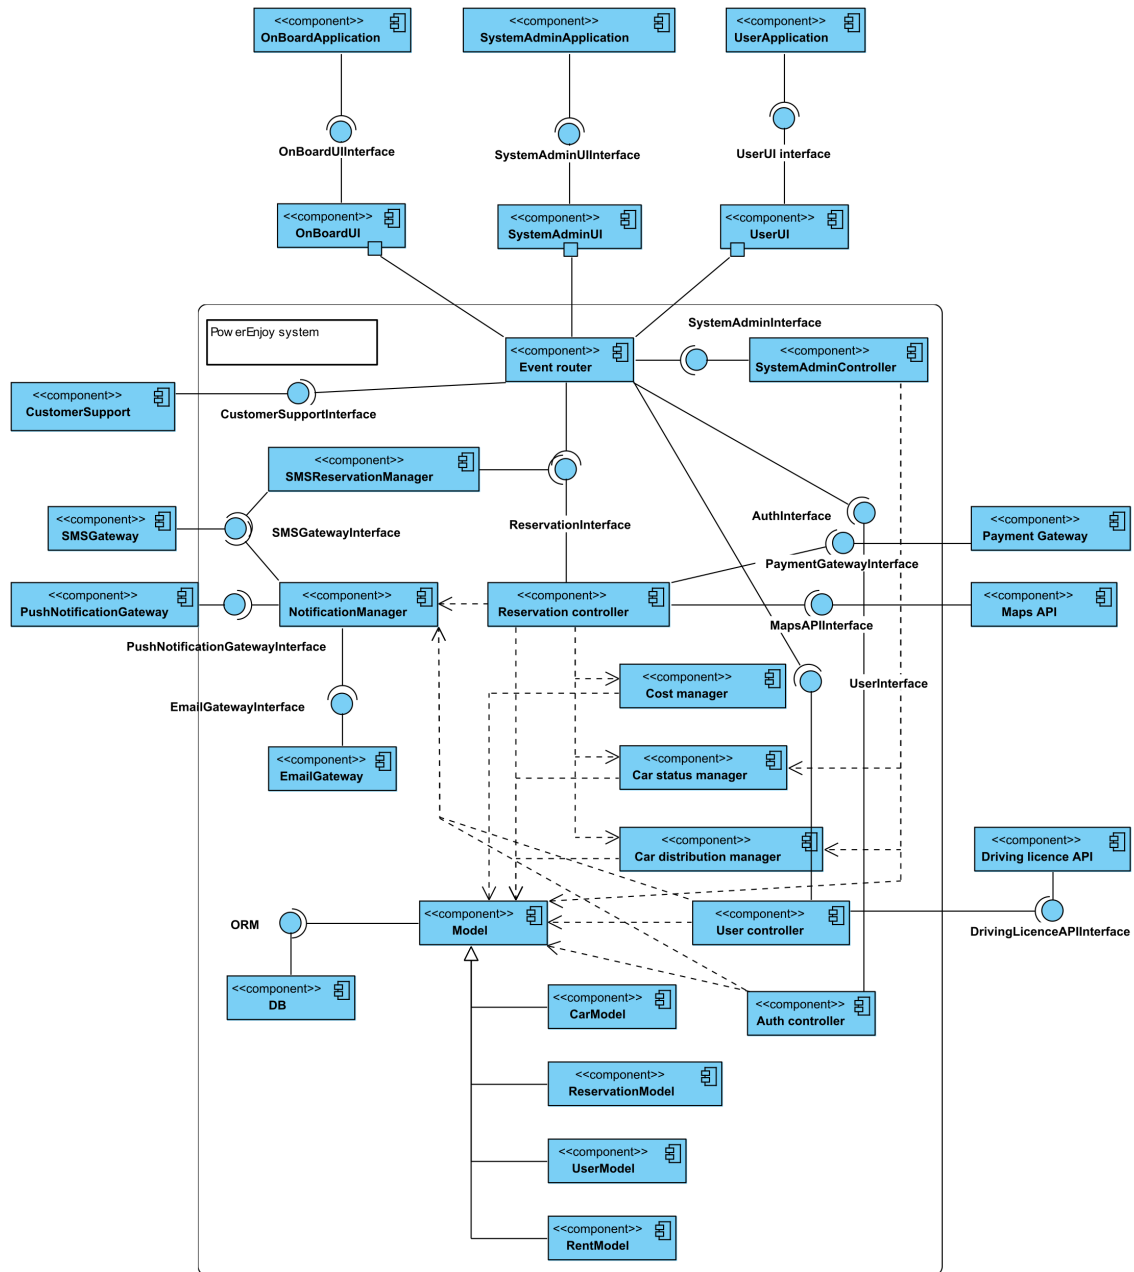 <<component>>
OnBoardApplication
<<component>>
SystemAdminApplication
<<component>>
UserApplication
OnBoardUIInterface
SystemAdminUIInterface
UserUI interface
<<component>>
OnBoardUI
<<component>>
SystemAdminUI
<<component>>
UserUI
PowerEnjoy system
SystemAdminInterface
<<component>>
Event router
<<component>>
SystemAdminController
<<component>>
CustomerSupport
CustomerSupportInterface
<<component>>
SMSReservationManager
<<component>>
SMSGateway
SMSGatewayInterface
ReservationInterface
AuthInterface
<<component>>
Payment Gateway
PaymentGatewayInterface
<<component>>
PushNotificationGateway
<<component>>
NotificationManager
<<component>>
Reservation controller
<<component>>
Maps API
MapsAPIInterface
PushNotificationGatewayInterface
<<component>>
Cost manager
UserInterface
EmailGatewayInterface
<<component>>
EmailGateway
<<component>>
Car status manager
<<component>>
Car distribution manager
<<component>>
Driving licence API
ORM
<<component>>
Model
<<component>>
User controller
DrivingLicenceAPIInterface
<<component>>
DB
<<component>>
CarModel
<<component>>
Auth controller
<<component>>
ReservationModel
<<component>>
UserModel
<<component>>
RentModel